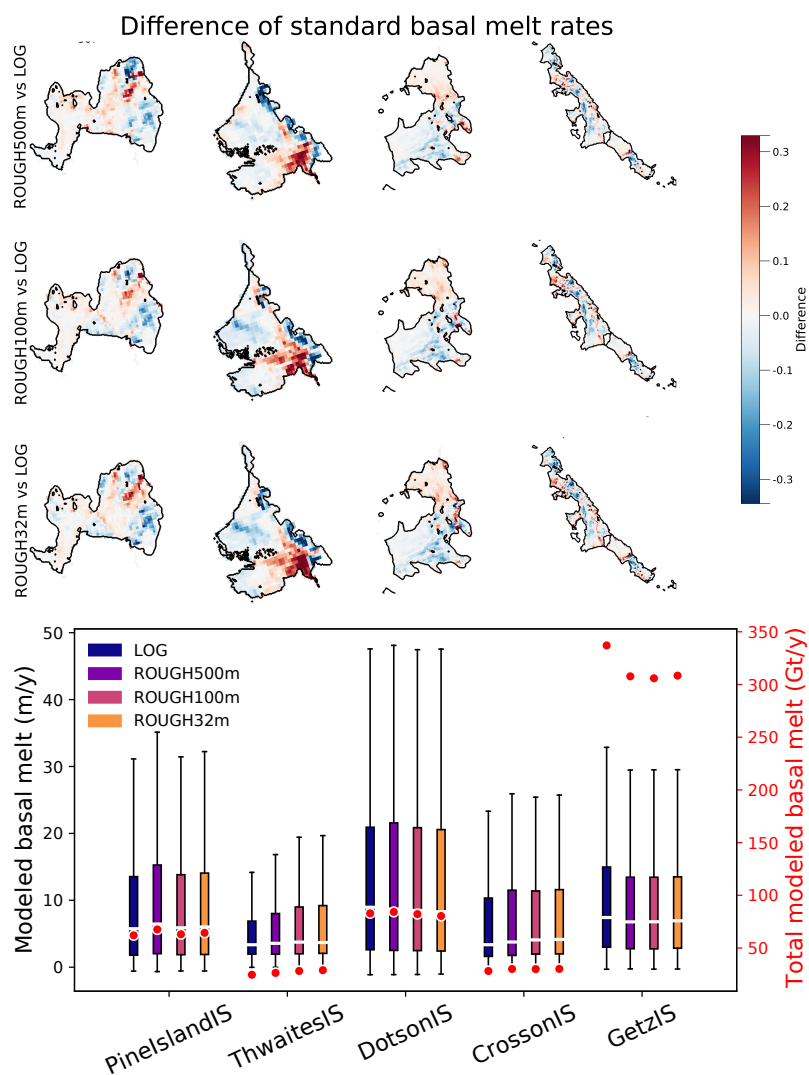 Difference of standard basal melt rates
ROUGH500m vs LOG
ROUGH100m vs LOG
ROUGH32m vs LOG
0.3
0.2
0.1
0.0
-0.1
-0.2
-0.3
Difference
LOG
ROUGH500m
ROUGH100m
ROUGH32m
Modeled basal melt (m/y)
50
40
30
20
10
0
350
300
250
200
150
100
50
Total modeled basal melt (Gt/y)
PineIslandIS
ThwaitesIS
DotsonIS
CrossonIS
GetzIS